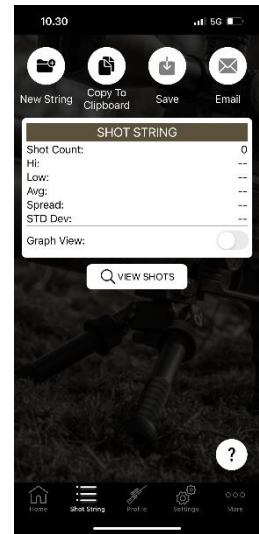 10.30 5G
New String Copy To Clipboard Save Email
SHOT STRING
Shot Count: 0
Hi: --
Low: --
Avg: --
Spread: --
STD Dev: --
Graph View:
VIEW SHOTS
?
Home Shot String Profile Settings More